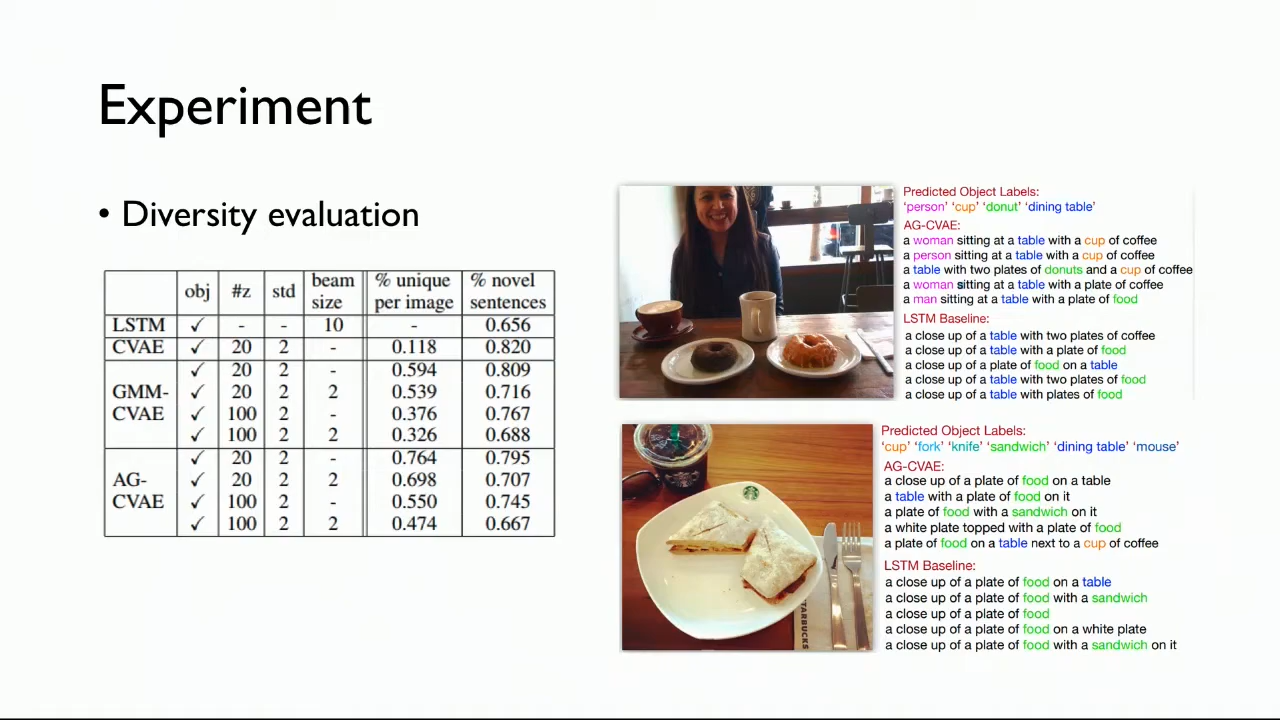 Experiment
• Diversity evaluation
obj #z std beam size % unique per image % novel sentences
LSTM ✓ - - 10 - 0.656
CVAE ✓ 20 2 - 0.118 0.820
GMM-CVAE ✓ 20 2 - 0.594 0.809
✓ 20 2 2 0.539 0.716
✓ 100 2 - 0.376 0.767
✓ 100 2 2 0.326 0.688
AG-CVAE ✓ 20 2 - 0.764 0.795
✓ 20 2 2 0.698 0.707
✓ 100 2 - 0.550 0.745
✓ 100 2 2 0.474 0.667
Predicted Object Labels:
'person' 'cup' 'donut' 'dining table'
AG-CVAE:
a woman sitting at a table with a cup of coffee
a person sitting at a table with a cup of coffee
a table with two plates of donuts and a cup of coffee
a woman sitting at a table with a plate of coffee
a man sitting at a table with a plate of food
LSTM Baseline:
a close up of a table with two plates of coffee
a close up of a table with a plate of food
a close up of a plate of food on a table
a close up of a table with two plates of food
a close up of a table with plates of food
Predicted Object Labels:
'cup' 'fork' 'knife' 'sandwich' 'dining table' 'mouse'
AG-CVAE:
a close up of a plate of food on a table
a table with a plate of food on it
a plate of food with a sandwich on it
a white plate topped with a plate of food
a plate of food on a table next to a cup of coffee
LSTM Baseline:
a close up of a plate of food on a table
a close up of a plate of food with a sandwich
a close up of a plate of food
a close up of a plate of food on a white plate
a close up of a plate of food with a sandwich on it
TARBUCKS